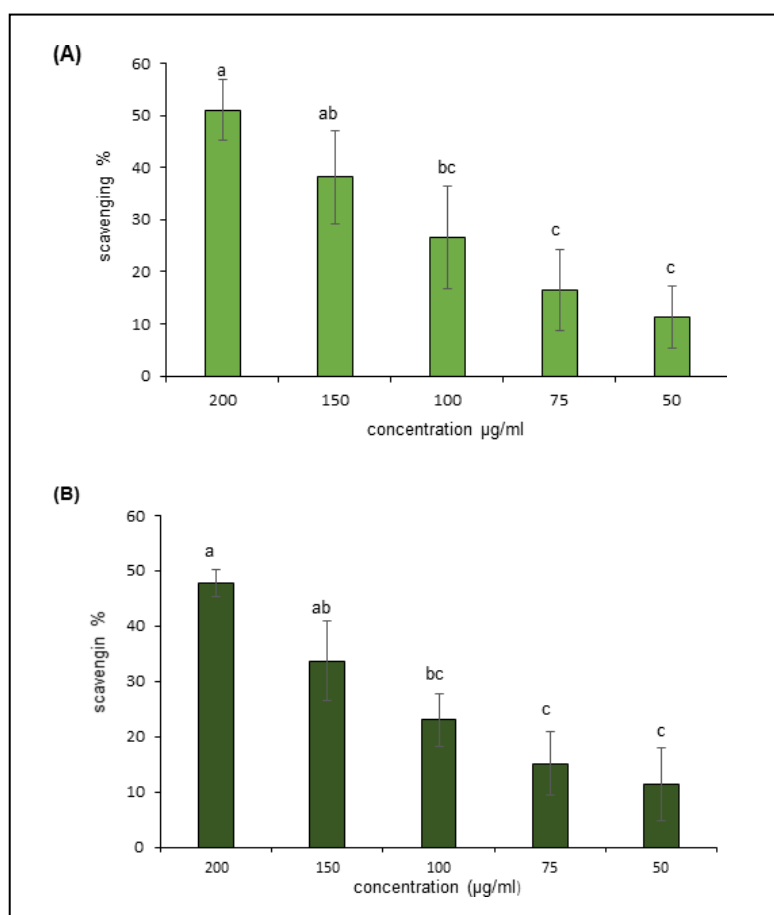 (A)
60
50
40
30
20
10
0
a
ab
bc
c
c
scavenging %
200 150 100 75 50
concentration µg/ml
(B)
60
50
40
30
20
10
0
a
ab
bc
c
c
scavengin %
200 150 100 75 50
concentration (µg/ml)